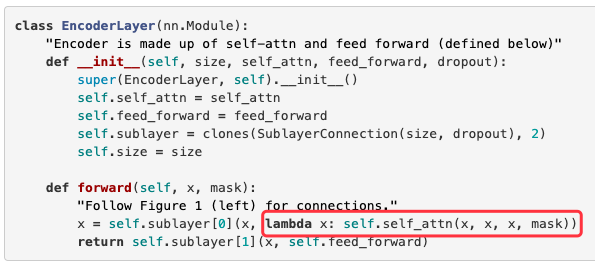 class EncoderLayer(nn.Module):
    "Encoder is made up of self-attn and feed forward (defined below)"
    def __init__(self, size, self_attn, feed_forward, dropout):
        super(EncoderLayer, self).__init__()
        self.self_attn = self_attn
        self.feed_forward = feed_forward
        self.sublayer = clones(SublayerConnection(size, dropout), 2)
        self.size = size

    def forward(self, x, mask):
        "Follow Figure 1 (left) for connections."
        x = self.sublayer[0](x, lambda x: self.self_attn(x, x, x, mask))
        return self.sublayer[1](x, self.feed_forward)